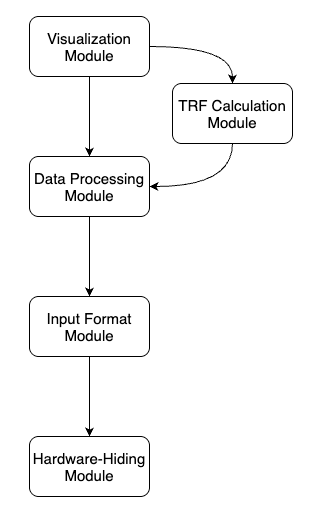 Visualization
Module
TRF Calculation
Module
Data Processing
Module
Input Format
Module
Hardware-Hiding
Module